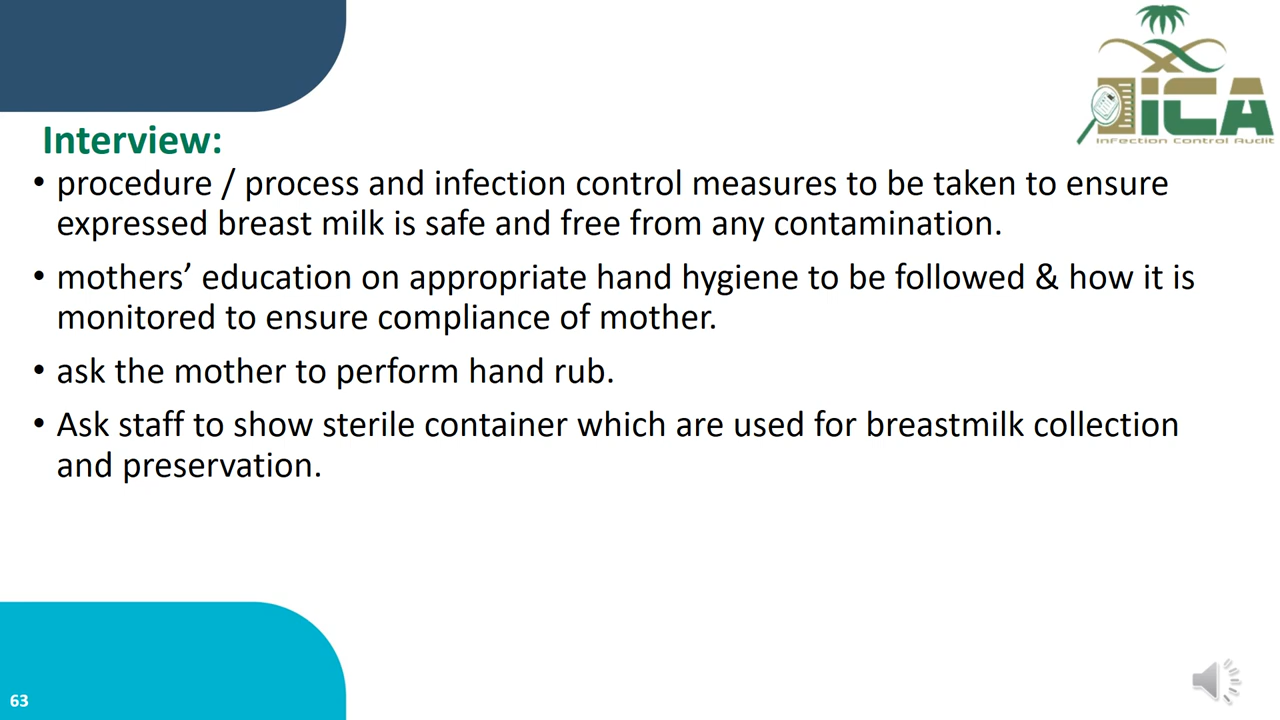 iCA
inFection Control Audit
Interview:
• procedure / process and infection control measures to be taken to ensure
expressed breast milk is safe and free from any contamination.
• mothers’ education on appropriate hand hygiene to be followed & how it is
monitored to ensure compliance of mother.
• ask the mother to perform hand rub.
• Ask staff to show sterile container which are used for breastmilk collection
and preservation.
63